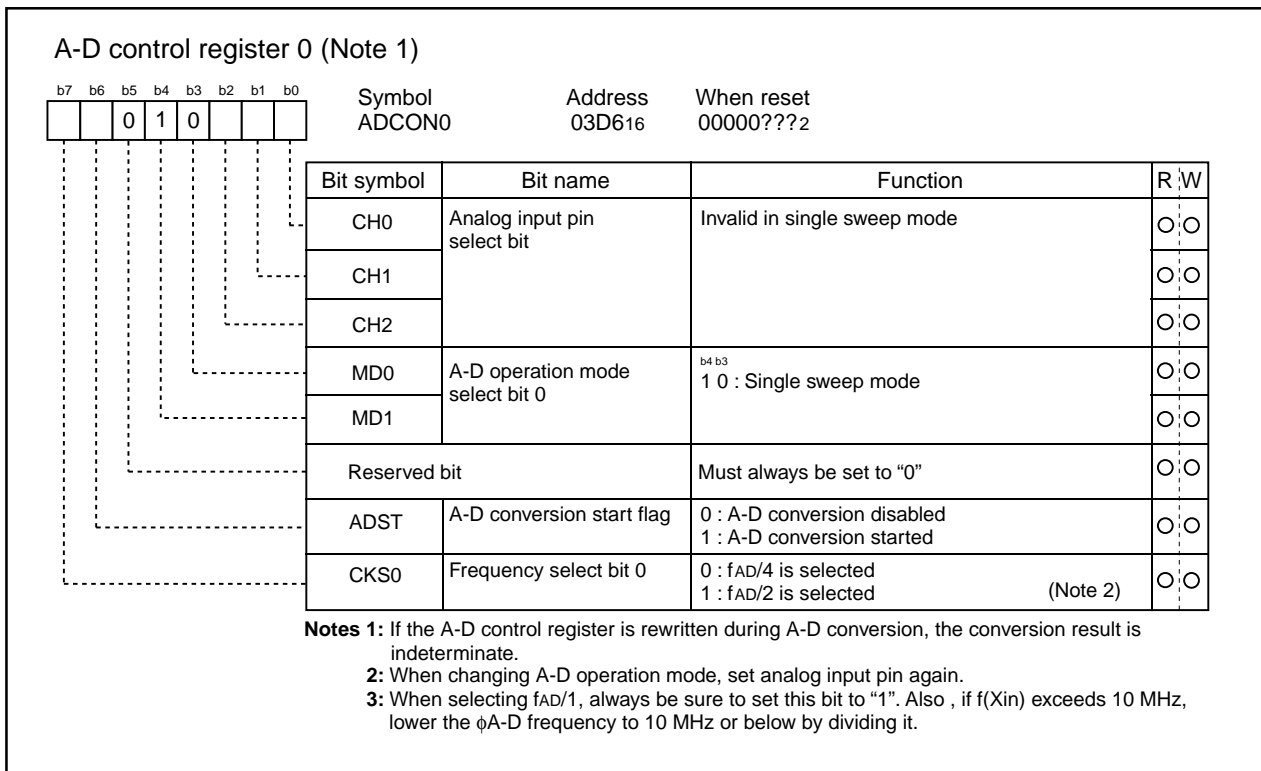 A-D control register 0 (Note 1)
b7 b6 b5 b4 b3 b2 b1 b0
0 1 0
Symbol Address When reset
ADCON0 03D616 00000???2
Bit symbol Bit name Function R W
CH0 Analog input pin Invalid in single sweep mode
select bit
CH1
CH2
b4 b3
MD0 A-D operation mode 1 0 : Single sweep mode
select bit 0
MD1
Reserved bit Must always be set to “0”
ADST A-D conversion start flag 0 : A-D conversion disabled
1 : A-D conversion started
CKS0 Frequency select bit 0 0 : fAD/4 is selected
1 : fAD/2 is selected (Note 2)
Notes 1: If the A-D control register is rewritten during A-D conversion, the conversion result is
indeterminate.
2: When changing A-D operation mode, set analog input pin again.
3: When selecting fAD/1, always be sure to set this bit to “1”. Also , if f(Xin) exceeds 10 MHz,
lower the ϕA-D frequency to 10 MHz or below by dividing it.